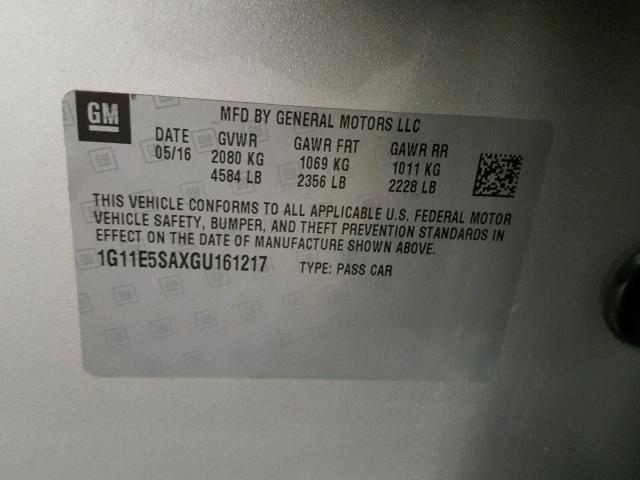 GM
MFD BY GENERAL MOTORS LLC
DATE GVWR GAWR FRT GAWR RR
05/16 2080 KG 1069 KG 1011 KG
4584 LB 2356 LB 2228 LB
THIS VEHICLE CONFORMS TO ALL APPLICABLE U.S. FEDERAL MOTOR
VEHICLE SAFETY, BUMPER, AND THEFT PREVENTION STANDARDS IN
EFFECT ON THE DATE OF MANUFACTURE SHOWN ABOVE.
1G11E5SAXGU161217 TYPE: PASS CAR